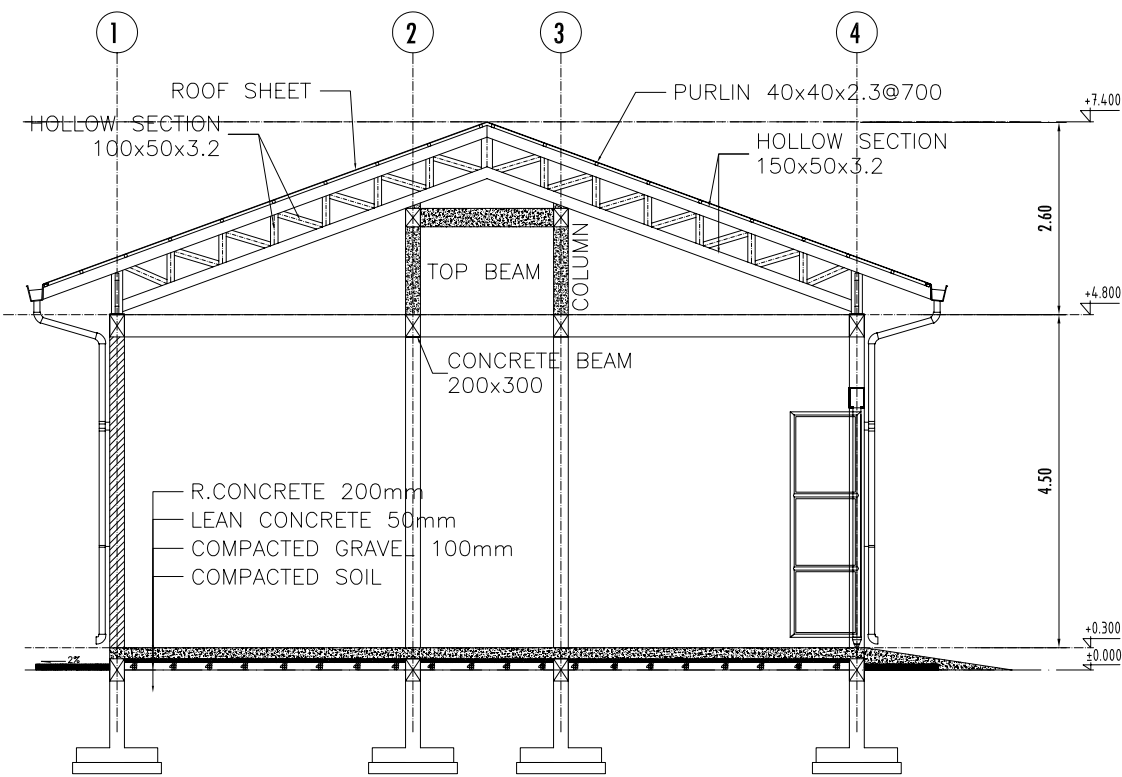 1
2
3
4
ROOF SHEET
PURLIN 40x40x2.3@700
+7.400
HOLLOW SECTION
100x50x3.2
HOLLOW SECTION
150x50x3.2
2.60
COLUMN
TOP BEAM
+4.800
CONCRETE BEAM
200x300
4.50
R.CONCRETE 200mm
LEAN CONCRETE 50mm
COMPACTED GRAVEL 100mm
COMPACTED SOIL
+0.300
2%
±0.000